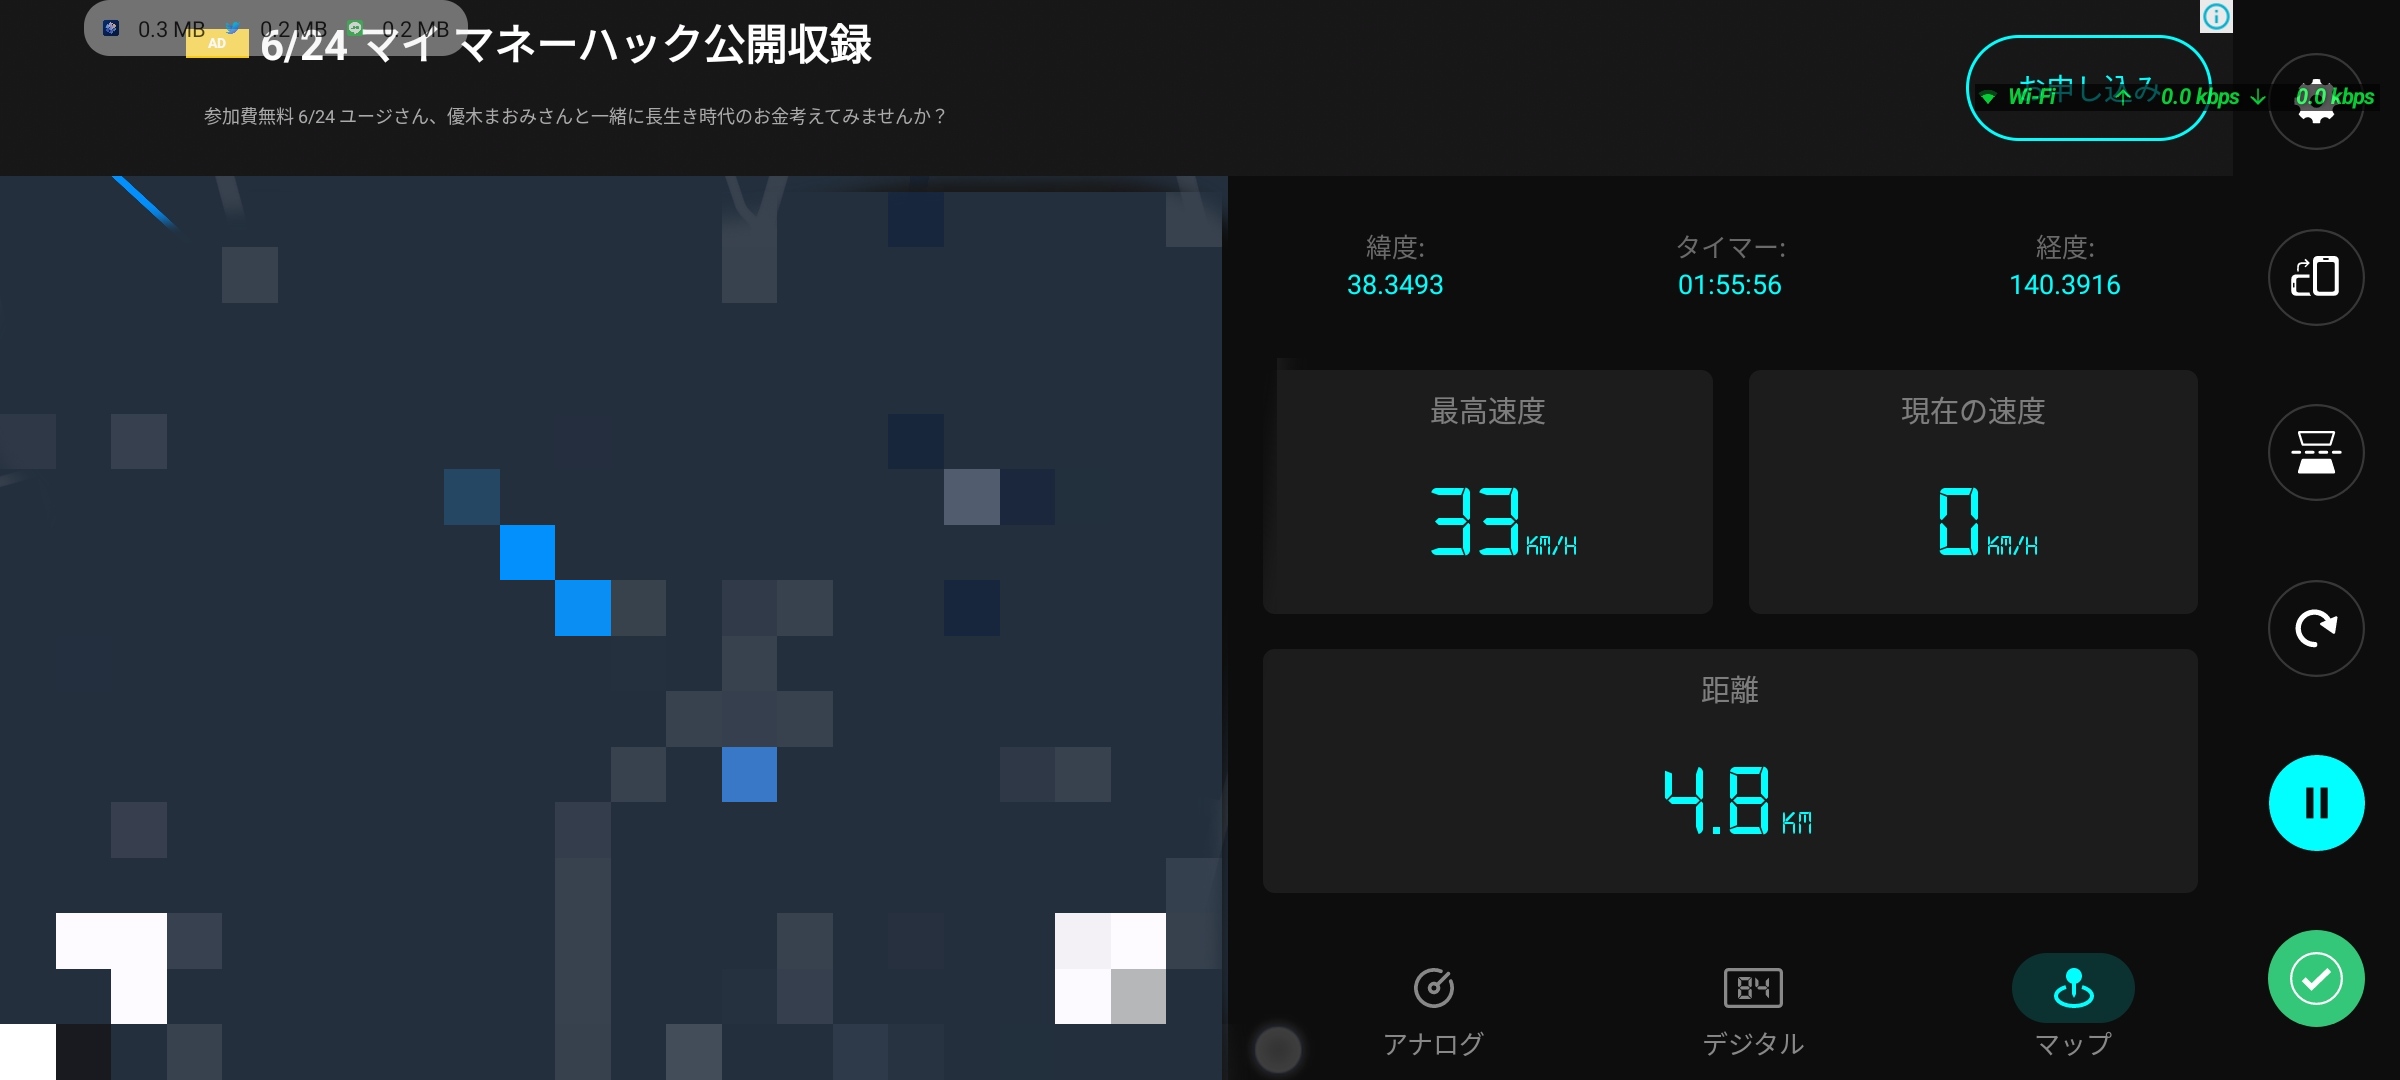 0.3 MB 0.2 MB 0.2 MB
AD 6/24 マイ マネーハック公開収録
参加費無料 6/24 ユージさん、優木まおみさんと一緒に長生き時代のお金考えてみませんか？
お申し込み
Wi-Fi ↑ 0.0 kbps ↓ 0.0 kbps
緯度: タイマー: 経度:
38.3493 01:55:56 140.3916
最高速度 現在の速度
33 KM/H 0 KM/H
距離
4.8 KM
84
アナログ デジタル マップ